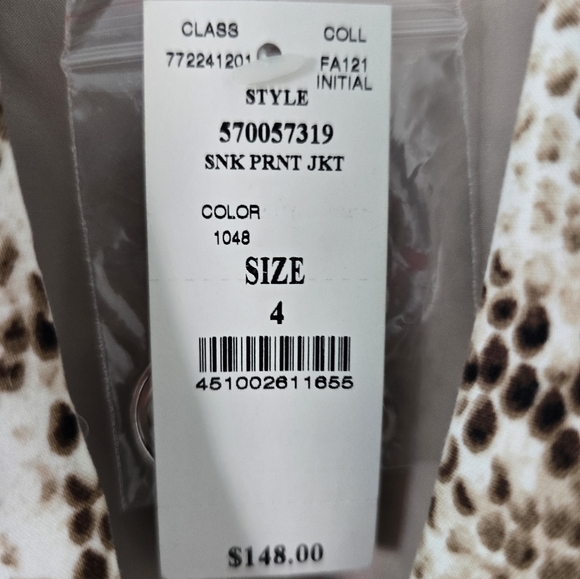 CLASS COLL
772241201 FA121
INITIAL
STYLE
570057319
SNK PRNT JKT
COLOR
1048
SIZE
4
451002611655
$148.00